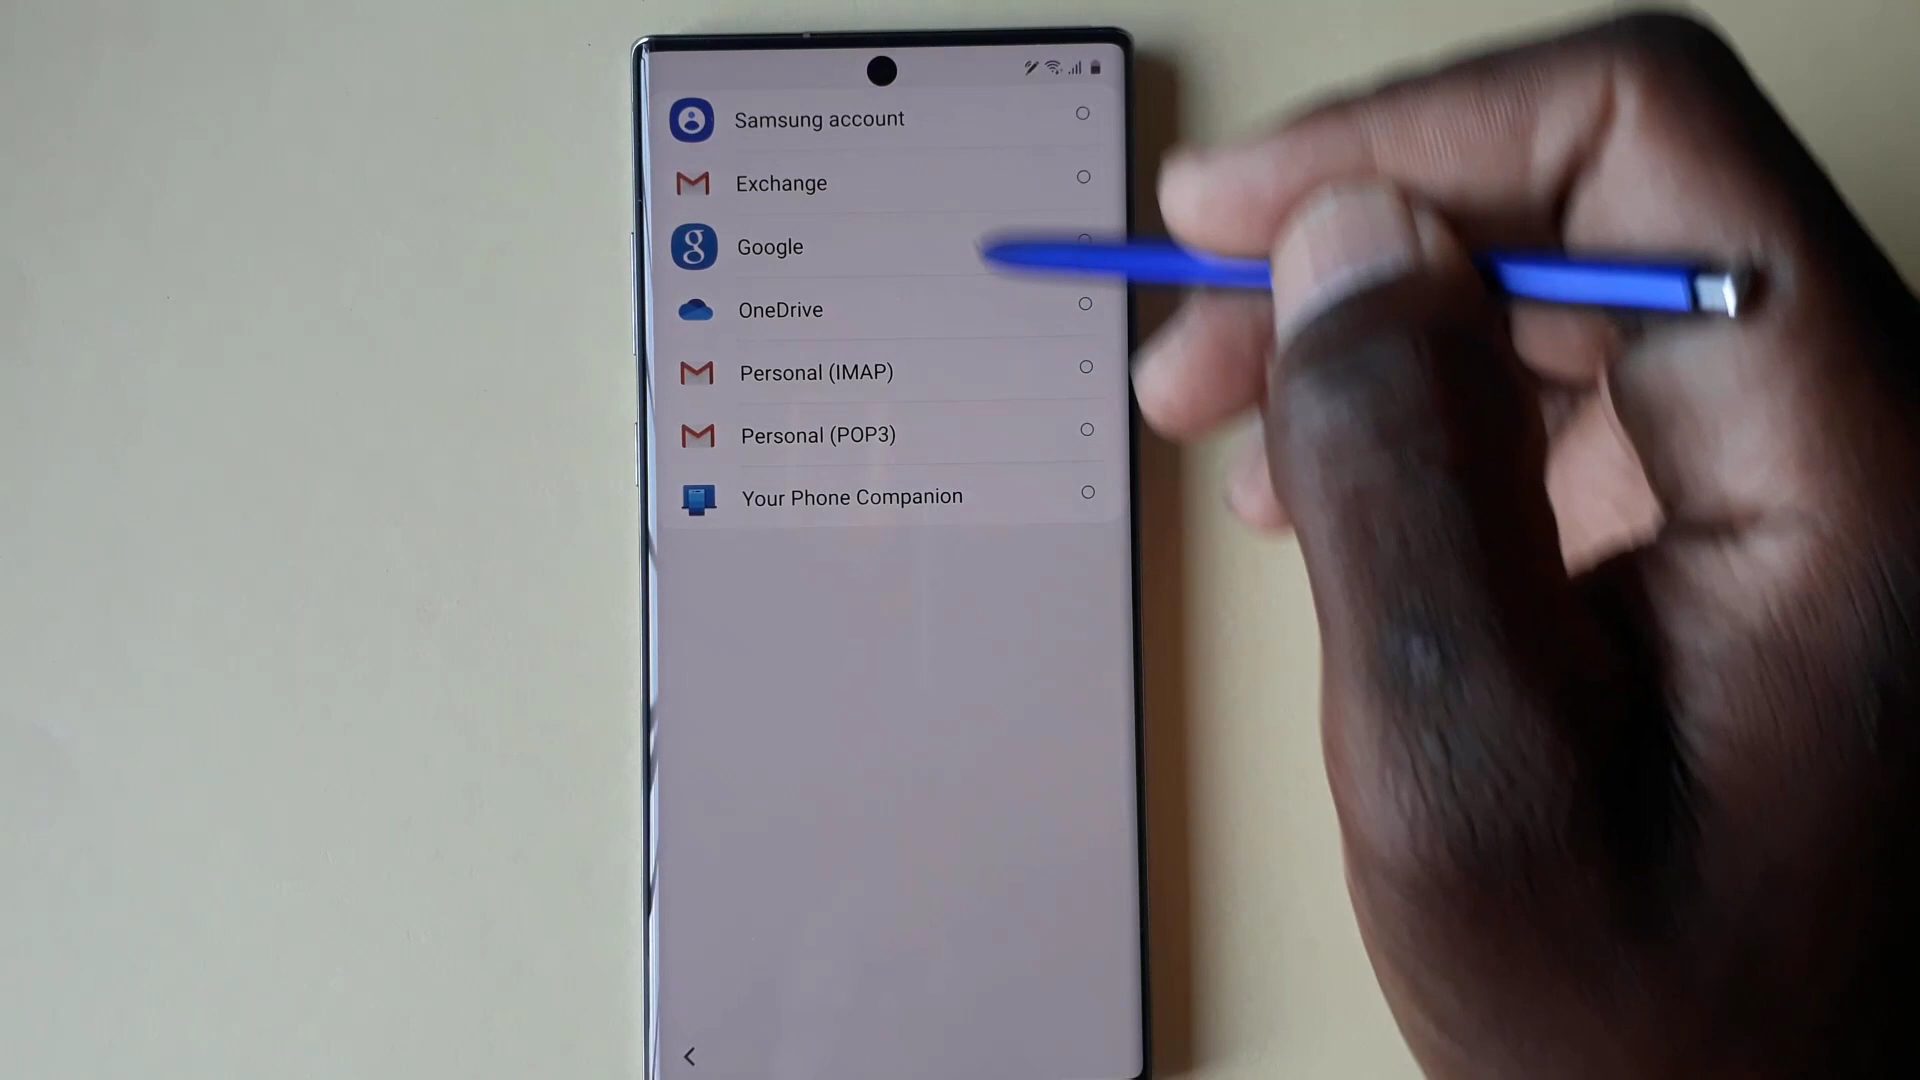 Samsung account
Exchange
Google
OneDrive
Personal (IMAP)
Personal (POP3)
Your Phone Companion